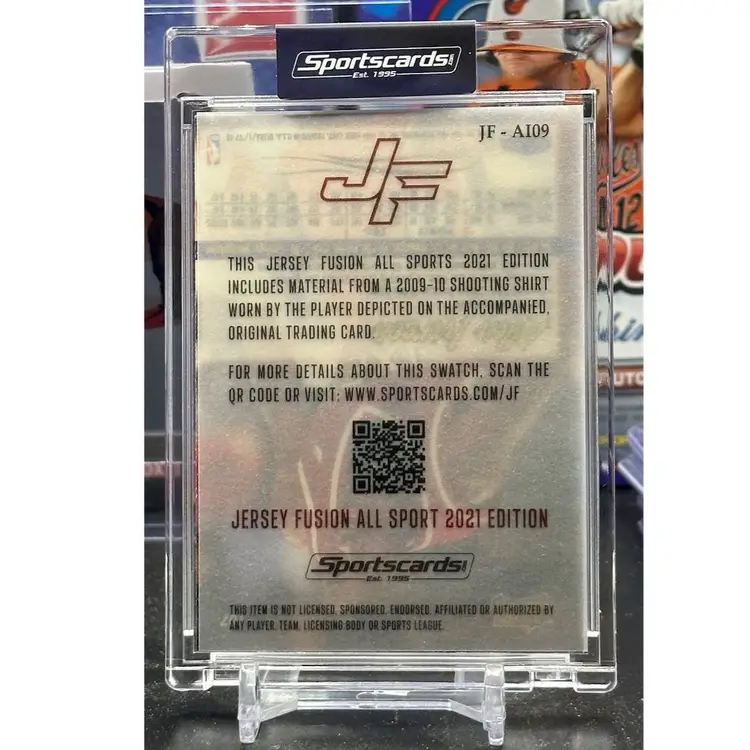 Sportscards.com
Est. 1995
JF - AI09
JF
THIS JERSEY FUSION ALL SPORTS 2021 EDITION
INCLUDES MATERIAL FROM A 2009-10 SHOOTING SHIRT
WORN BY THE PLAYER DEPICTED ON THE ACCOMPANIED,
ORIGINAL TRADING CARD.
FOR MORE DETAILS ABOUT THIS SWATCH, SCAN THE
QR CODE OR VISIT: WWW.SPORTSCARDS.COM/JF
JERSEY FUSION ALL SPORT 2021 EDITION
Sportscards.com
Est. 1995
THIS ITEM IS NOT LICENSED, SPONSORED, ENDORSED, AFFILIATED OR AUTHORIZED BY
ANY PLAYER, TEAM, LICENSING BODY OR SPORTS LEAGUE.
12